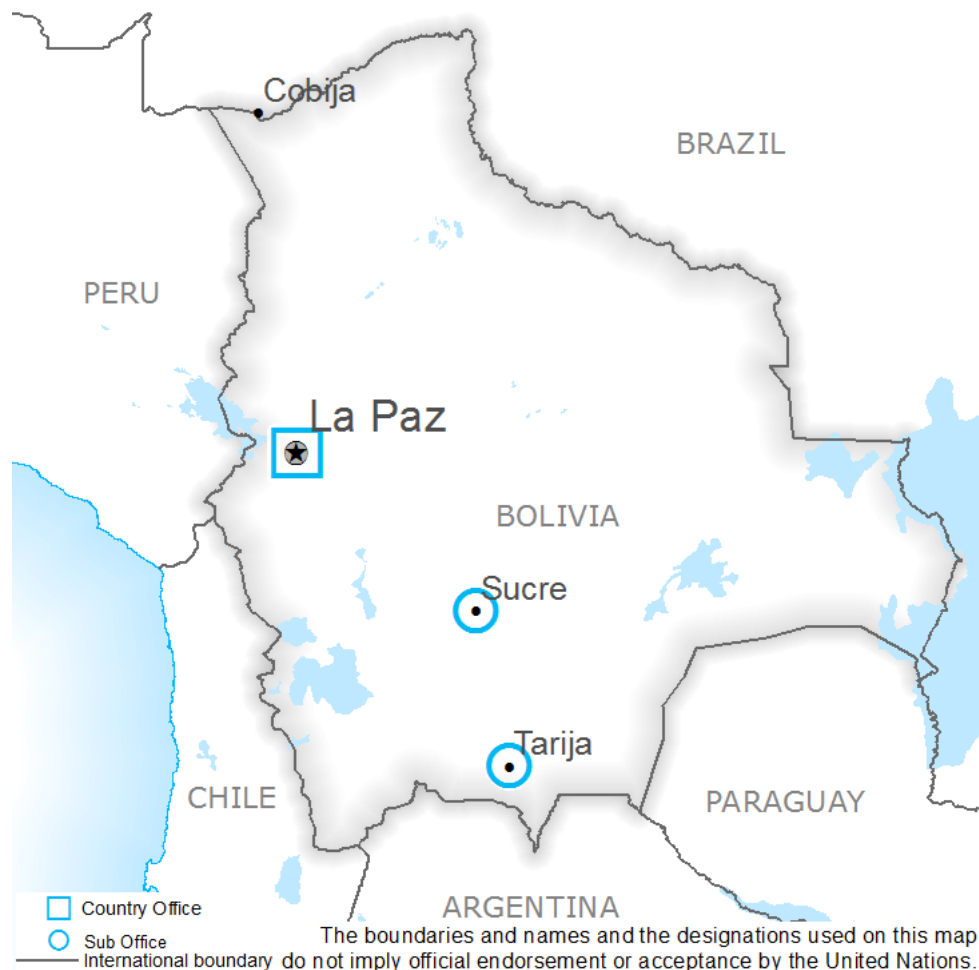 Cobija
BRAZIL
PERU
La Paz
BOLIVIA
Sucre
Tarija
CHILE
PARAGUAY
ARGENTINA
Country Office
Sub Office
International boundary
The boundaries and names and the designations used on this map
do not imply official endorsement or acceptance by the United Nations.